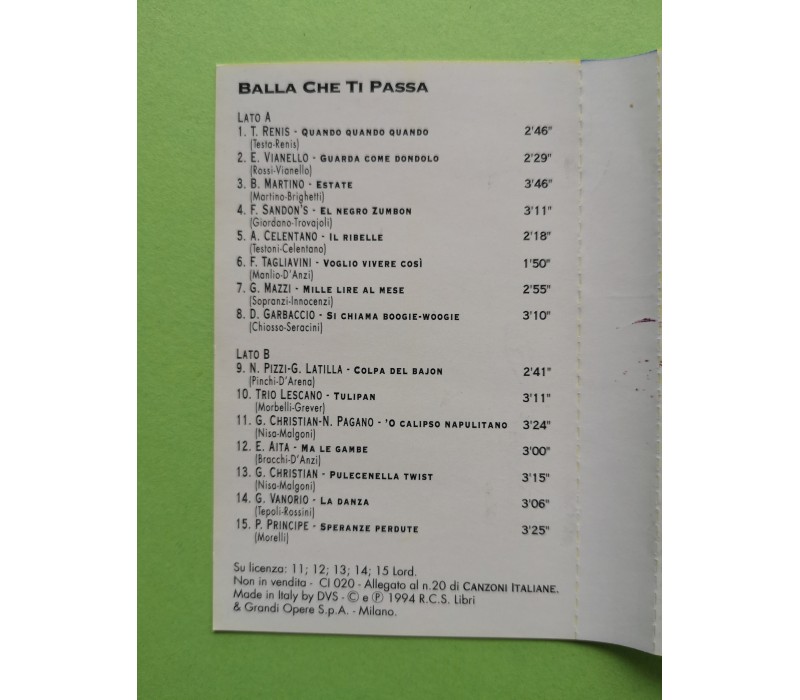 BALLA CHE TI PASSA
LATO A
1. T. RENIS - QUANDO QUANDO QUANDO 2'46"
(Testa-Renis)
2. E. VIANELLO - GUARDA COME DONDOLO 2'29"
(Rossi-Vianello)
3. B. MARTINO - ESTATE 3'46"
(Martino-Brighetti)
4. F. SANDON'S - EL NEGRO ZUMBON 3'11"
(Giordano-Trovajoli)
5. A. CELENTANO - IL RIBELLE 2'18"
(Testoni-Celentano)
6. F. TAGLIAVINI - VOGLIO VIVERE COSÌ 1'50"
(Manlio-D'Anzi)
7. G. MAZZI - MILLE LIRE AL MESE 2'55"
(Sopranzi-Innocenzi)
8. D. GARBACCIO - SI CHIAMA BOOGIE-WOOGIE 3'10"
(Chiosso-Seracini)
LATO B
9. N. PIZZI-G. LATILLA - COLPA DEL BAJON 2'41"
(Pinchi-D'Arena)
10. TRIO LESCANO - TULIPAN 3'11"
(Morbelli-Grever)
11. G. CHRISTIAN-N. PAGANO - 'O CALIPSO NAPULITANO 3'24"
(Nisa-Malgoni)
12. E. AITA - MA LE GAMBE 3'00"
(Bracchi-D'Anzi)
13. G. CHRISTIAN - PULECENELLA TWIST 3'15"
(Nisa-Malgoni)
14. G. VANORIO - LA DANZA 3'06"
(Tepoli-Rossini)
15. P. PRINCIPE - SPERANZE PERDUTE 3'25"
(Morelli)
Su licenza: 11; 12; 13; 14; 15 Lord.
Non in vendita - CI 020 - Allegato al n.20 di CANZONI ITALIANE.
Made in Italy by DVS - © e ℗ 1994 R.C.S. Libri
& Grandi Opere S.p.A. - Milano.